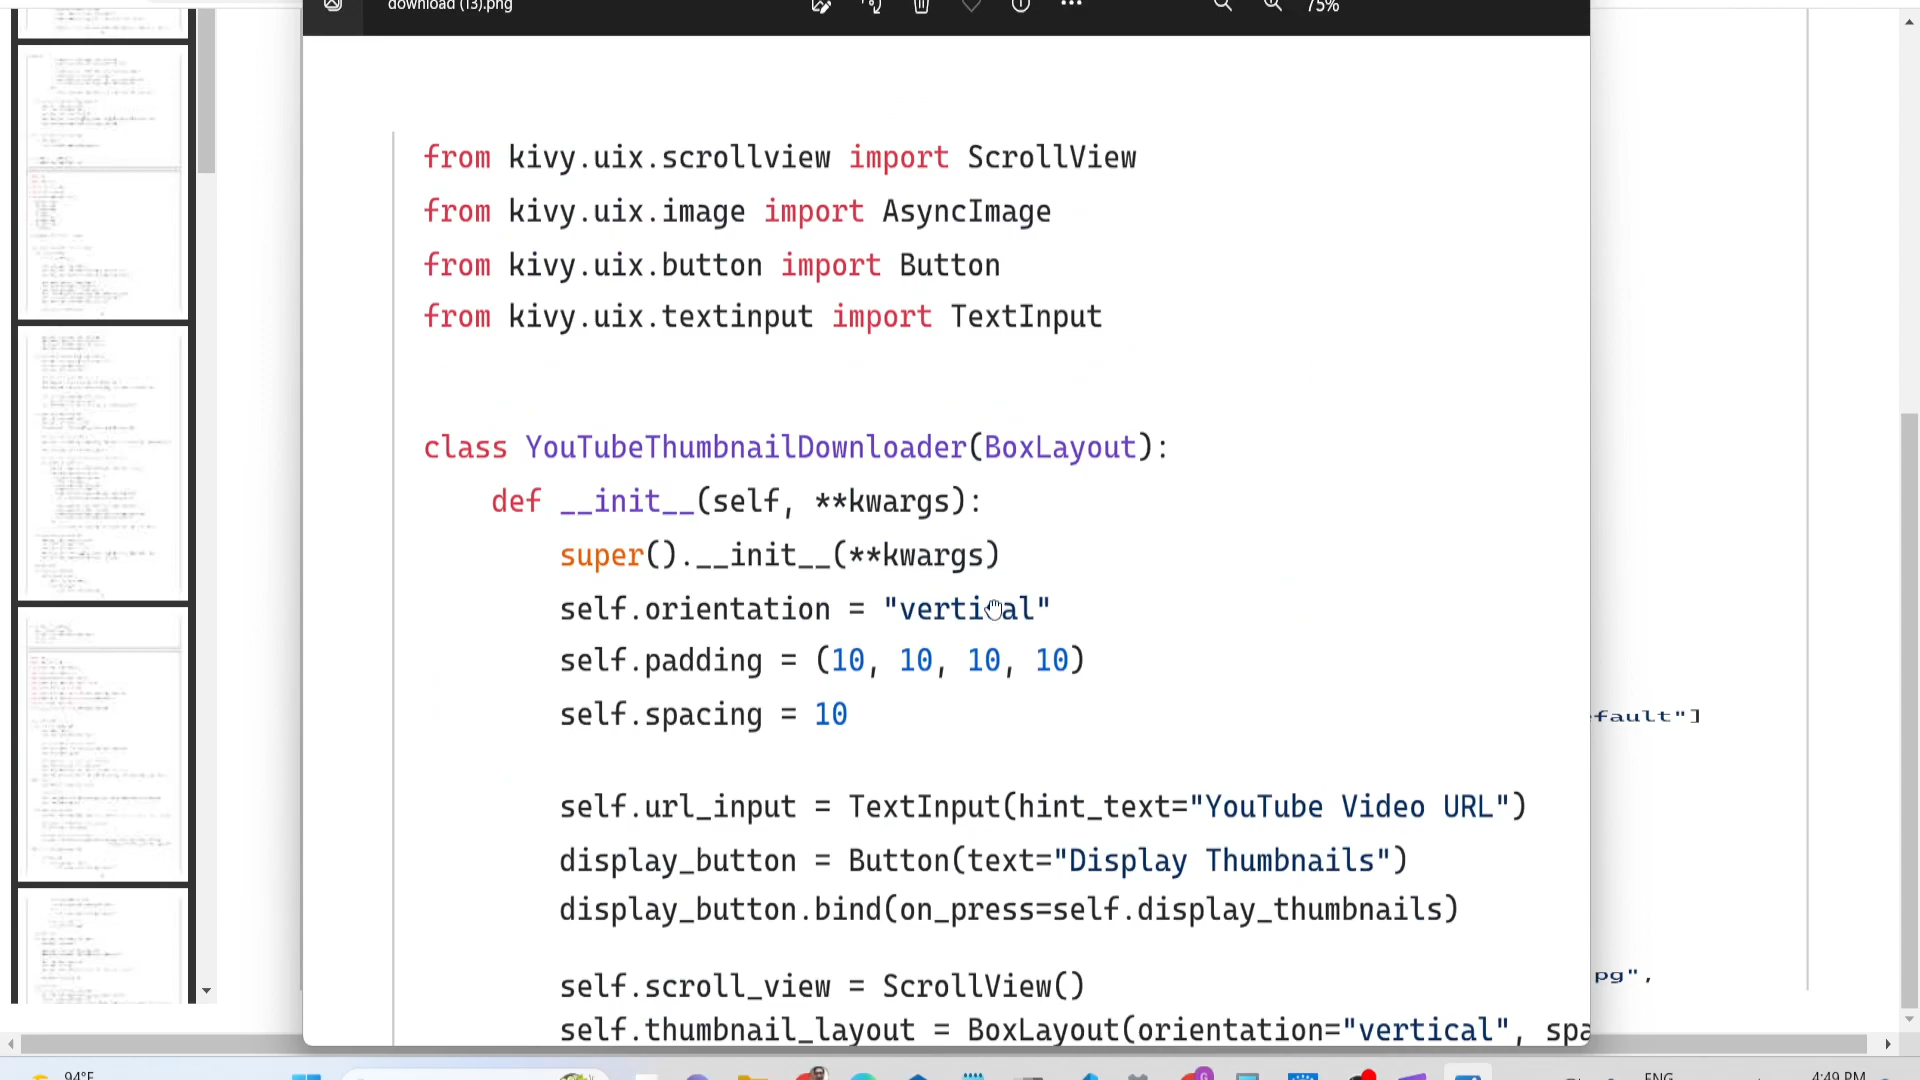 download (13).png
75%
from kivy.uix.scrollview import ScrollView
from kivy.uix.image import AsyncImage
from kivy.uix.button import Button
from kivy.uix.textinput import TextInput
class YouTubeThumbnailDownloader(BoxLayout):
def __init__(self, **kwargs):
super().__init__(**kwargs)
self.orientation = "vertical"
self.padding = (10, 10, 10, 10)
self.spacing = 10
fault"]
self.url_input = TextInput(hint_text="YouTube Video URL")
display_button = Button(text="Display Thumbnails")
display_button.bind(on_press=self.display_thumbnails)
pg",
self.scroll_view = ScrollView()
self.thumbnail_layout = BoxLayout(orientation="vertical", spa
94°F
ENG
4:49 PM